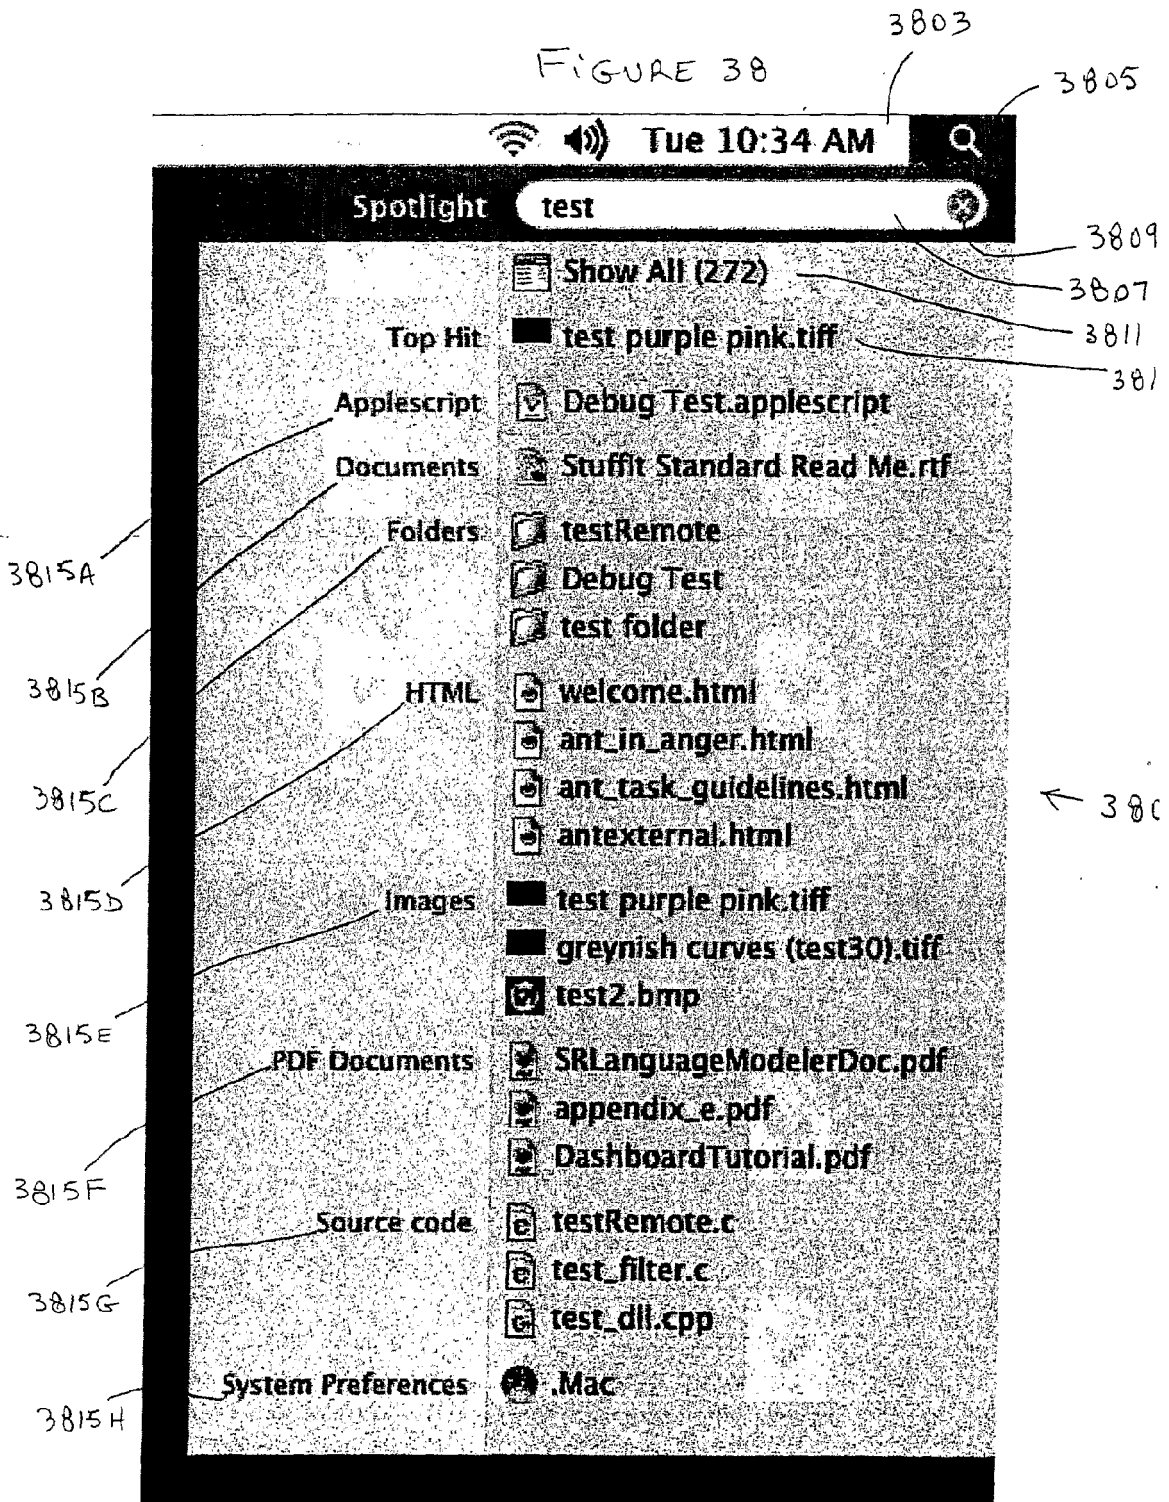 3803
FIGURE 38
3805
Tue 10:34 AM
Spotlight test
3809
Show All (272)
3807
Top Hit test purple pink.tiff
3811
381
Applescript Debug Test.applescript
Documents StuffIt Standard Read Me.rtf
Folders testRemote
3815A
Debug Test
test folder
3815B
HTML welcome.html
ant_in_anger.html
3815C
ant_task_guidelines.html
380
antexternal.html
3815D
Images test purple pink.tiff
greynish curves (test30).tiff
test2.bmp
3815E
PDF Documents SRLanguageModelerDoc.pdf
appendix_e.pdf
DashboardTutorial.pdf
3815F
Source code testRemote.c
test_filter.c
3815G
test_dll.cpp
System Preferences .Mac
3815H